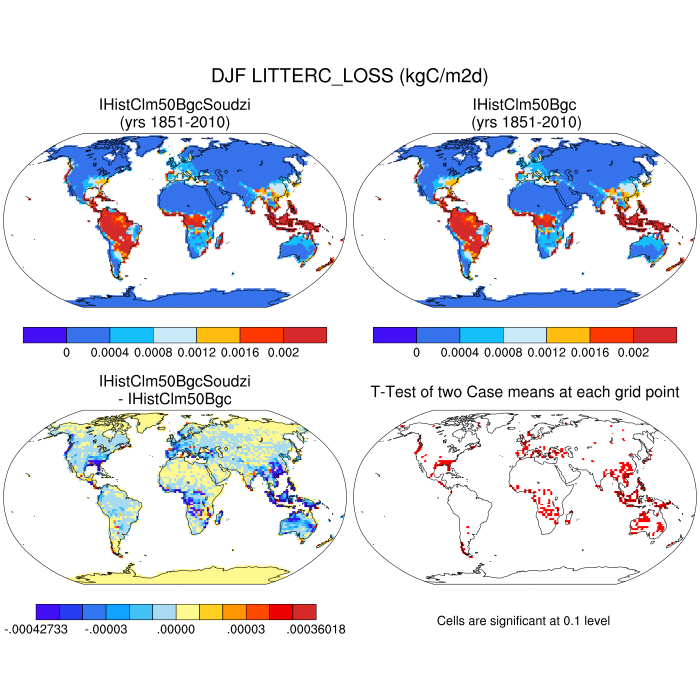 DJF LITTERC_LOSS (kgC/m2d)
IHistClm50BgcSoudzi
(yrs 1851-2010)
IHistClm50Bgc
(yrs 1851-2010)
0 0.0004 0.0008 0.0012 0.0016 0.002
0 0.0004 0.0008 0.0012 0.0016 0.002
IHistClm50BgcSoudzi
- IHistClm50Bgc
T-Test of two Case means at each grid point
-.00042733 -.00003 .00000 .00003 .00036018
Cells are significant at 0.1 level